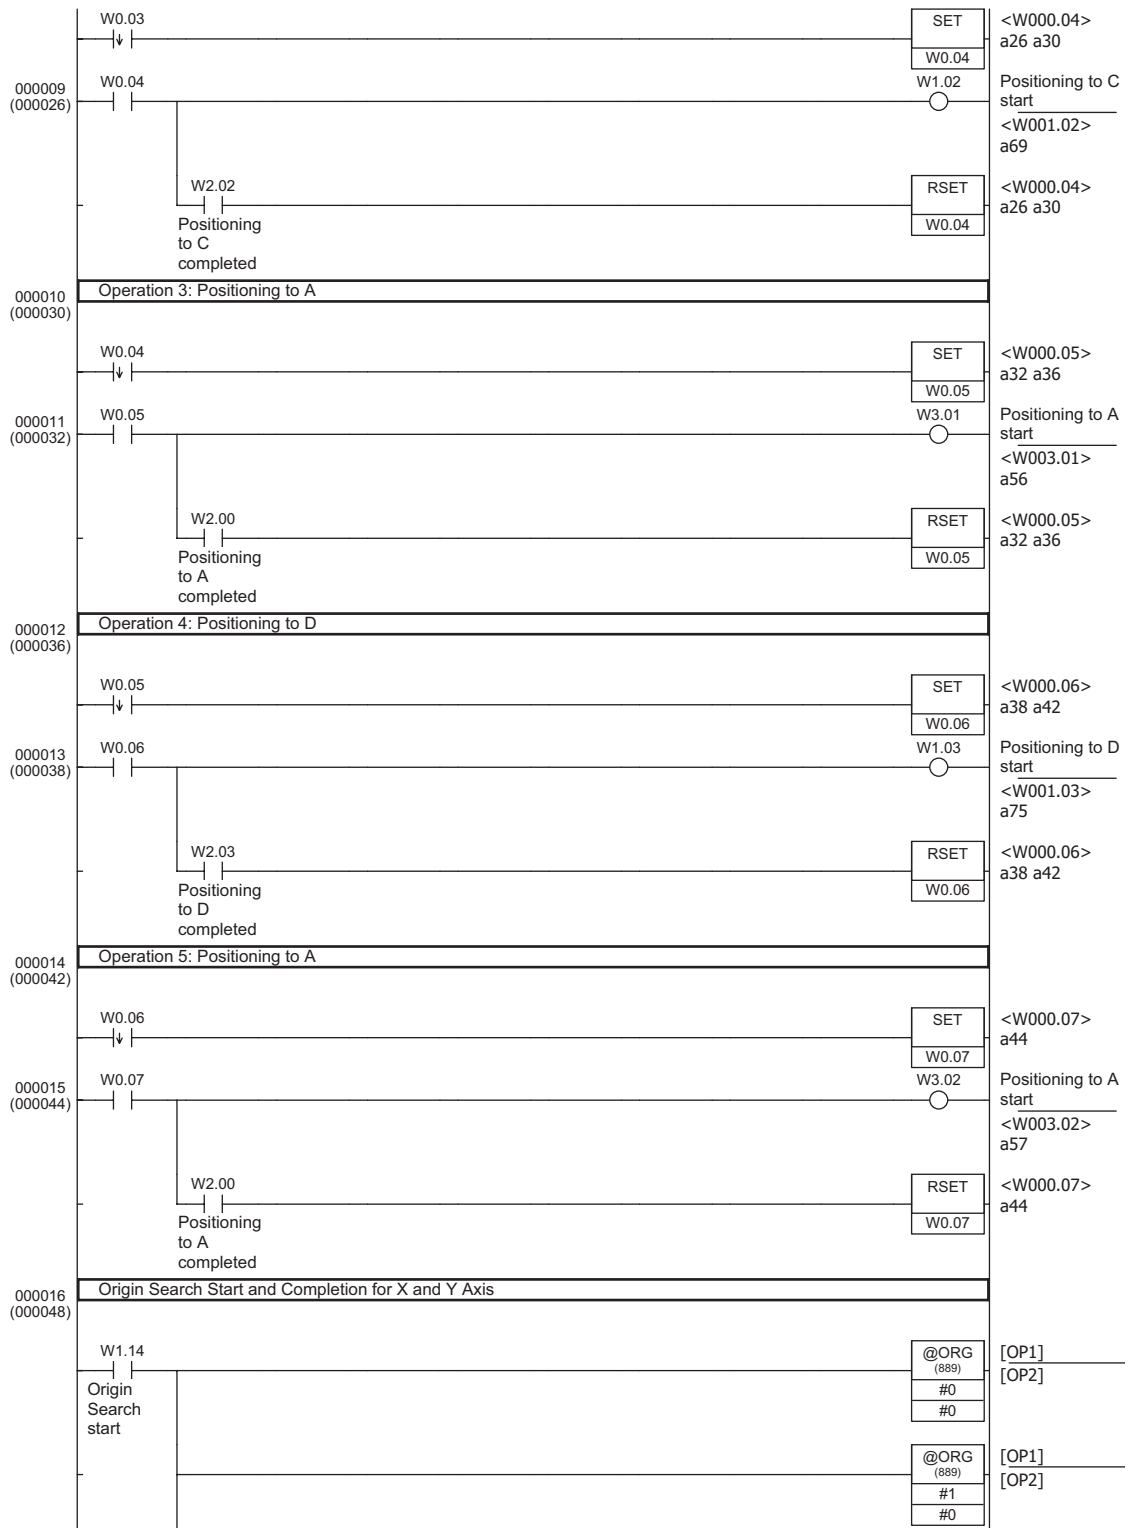 W0.03
SET
W0.04
<W000.04>
a26 a30
000009
(000026)
W0.04
W1.02
Positioning to C
start
<W001.02>
a69
W2.02
Positioning
to C
completed
RSET
W0.04
<W000.04>
a26 a30
000010
(000030)
Operation 3: Positioning to A
W0.04
SET
W0.05
<W000.05>
a32 a36
000011
(000032)
W0.05
W3.01
Positioning to A
start
<W003.01>
a56
W2.00
Positioning
to A
completed
RSET
W0.05
<W000.05>
a32 a36
000012
(000036)
Operation 4: Positioning to D
W0.05
SET
W0.06
<W000.06>
a38 a42
000013
(000038)
W0.06
W1.03
Positioning to D
start
<W001.03>
a75
W2.03
Positioning
to D
completed
RSET
W0.06
<W000.06>
a38 a42
000014
(000042)
Operation 5: Positioning to A
W0.06
SET
W0.07
<W000.07>
a44
000015
(000044)
W0.07
W3.02
Positioning to A
start
<W003.02>
a57
W2.00
Positioning
to A
completed
RSET
W0.07
<W000.07>
a44
000016
(000048)
Origin Search Start and Completion for X and Y Axis
W1.14
Origin
Search
start
@ORG
(889)
#0
#0
[OP1]
[OP2]
@ORG
(889)
#1
#0
[OP1]
[OP2]